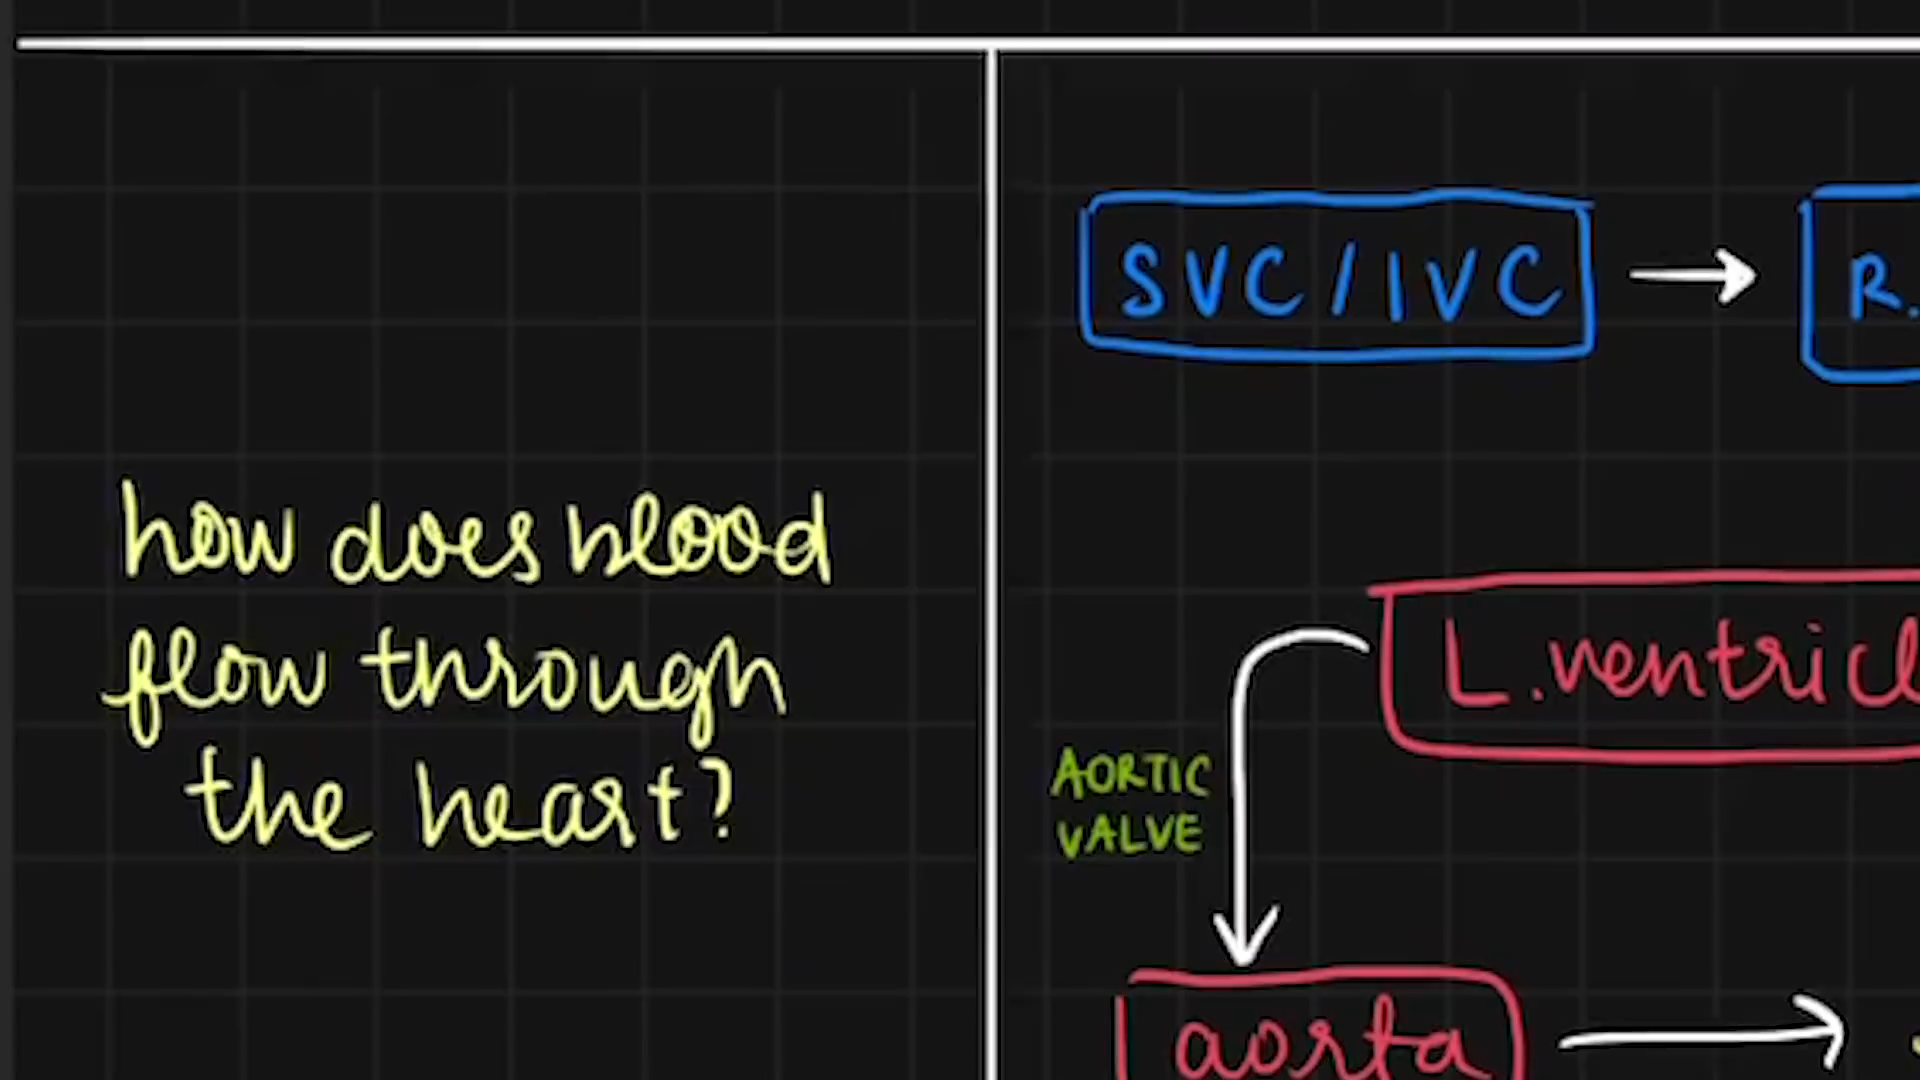 how does blood
flow through
the heart?
SVC/IVC
R.
L.ventricl
AORTIC
VALVE
aorta